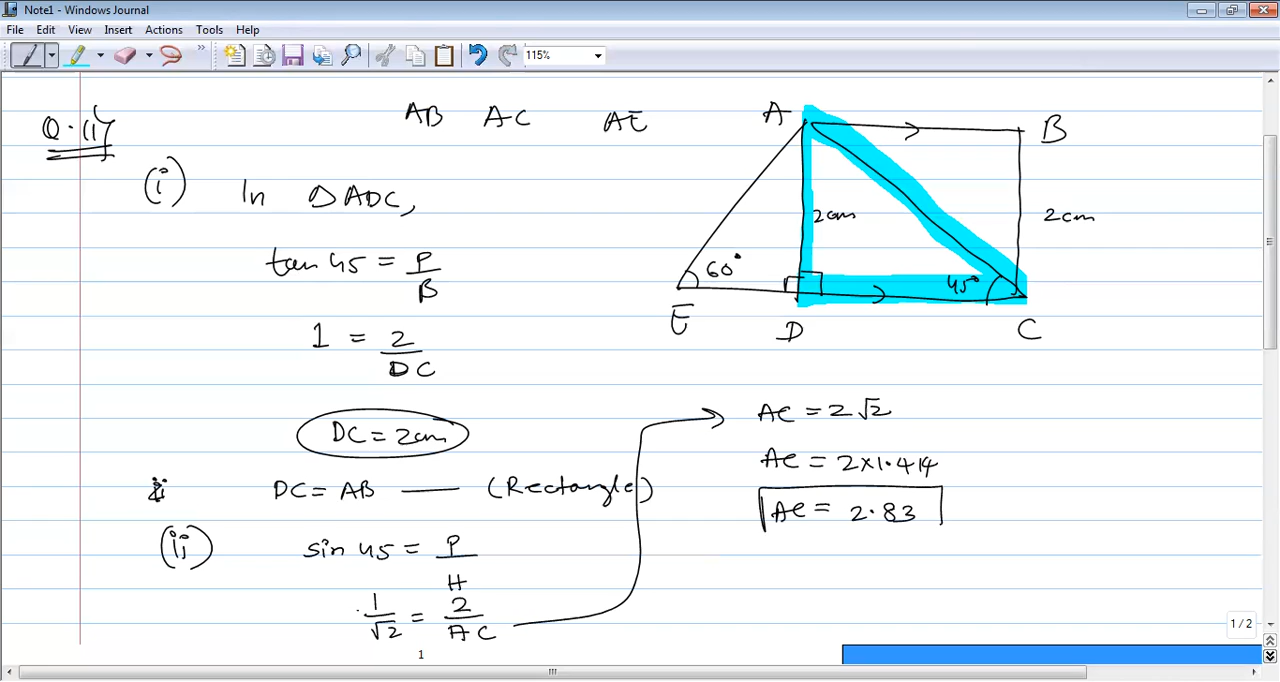 Note1 - Windows Journal
File Edit View Insert Actions Tools Help
115%
Q.11)
AB AC AE
A B
(i) In ΔADC,
2cm 2cm
tan 45 = P/B
60° 45°
E D C
1 = 2/DC
DC = 2cm
AC = 2√2
AC = 2×1.414
ii DC = AB — (Rectangle)
AC = 2.83
(ii) sin 45 = P/H
1/√2 = 2/AC
1
1 / 2